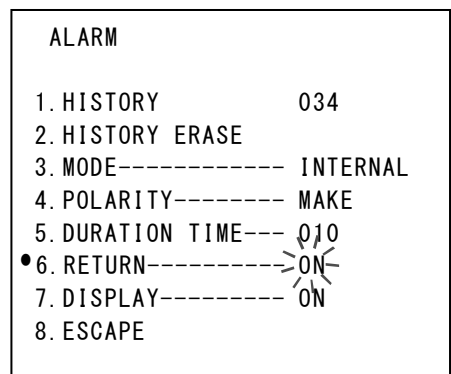 ALARM
1. HISTORY 034
2. HISTORY ERASE
3. MODE------------ INTERNAL
4. POLARITY-------- MAKE
5. DURATION TIME--- 010
•6. RETURN---------- ON
7. DISPLAY--------- ON
8. ESCAPE